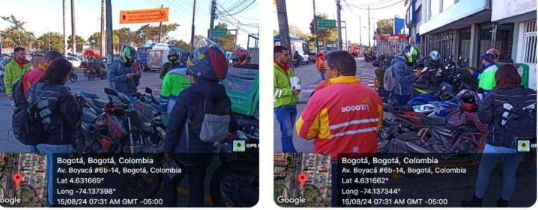 GPS
Bogotá, Bogotá, Colombia
Av. Boyacá #6b-14, Bogotá, Colombia
Lat 4.631669°
Long -74.137398°
15/08/24 07:31 AM GMT -05:00
Google
BOGOTÁ
Bogotá, Bogotá, Colombia
Av. Boyacá #6b-14, Bogotá, Colombia
Lat 4.631662°
Long -74.137344°
15/08/24 07:31 AM GMT -05:00
Google